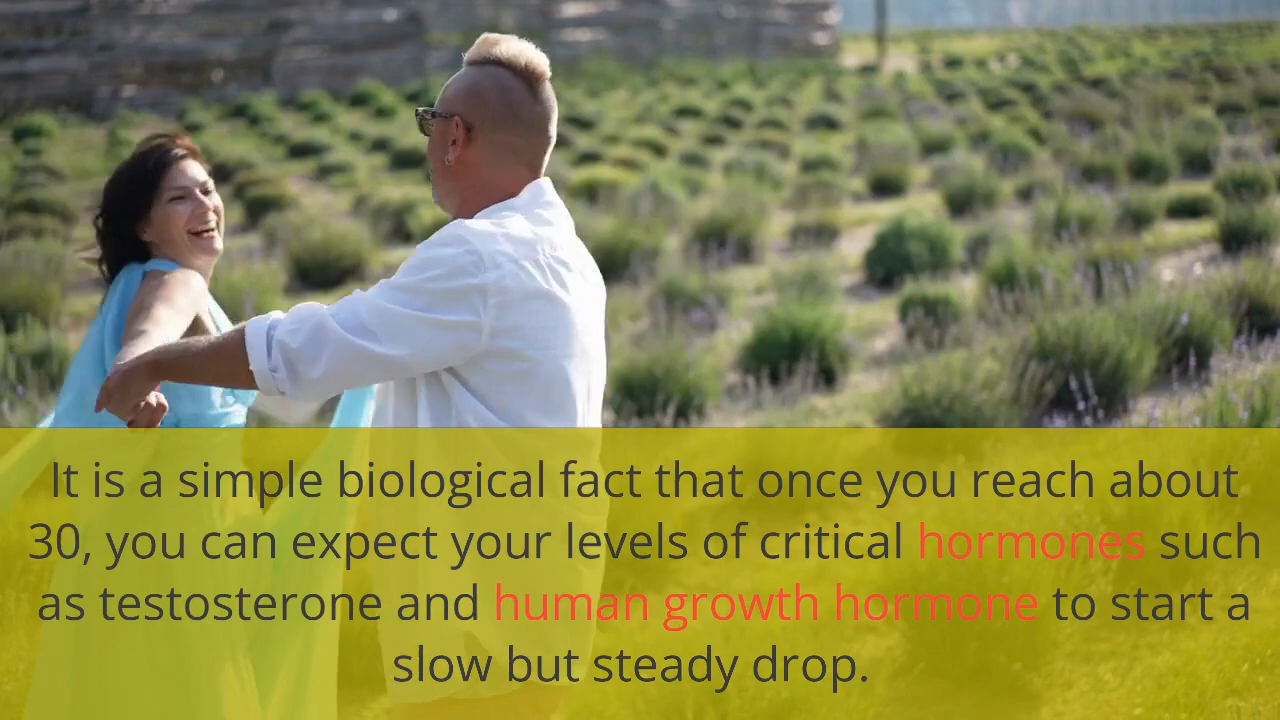 It is a simple biological fact that once you reach about
30, you can expect your levels of critical hormones such
as testosterone and human growth hormone to start a
slow but steady drop.